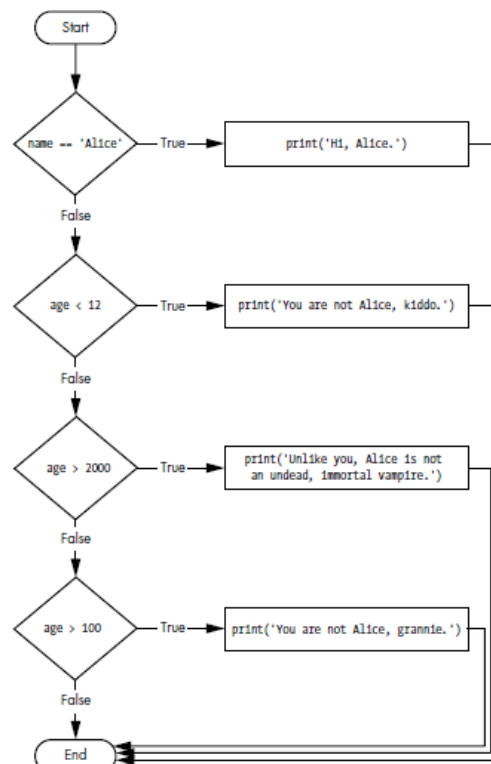 Start
name == 'Alice'
True
print('Hi, Alice.')
False
age < 12
True
print('You are not Alice, kiddo.')
False
age > 2000
True
print('Unlike you, Alice is not
an undead, immortal vampire.')
False
age > 100
True
print('You are not Alice, grannie.')
False
End